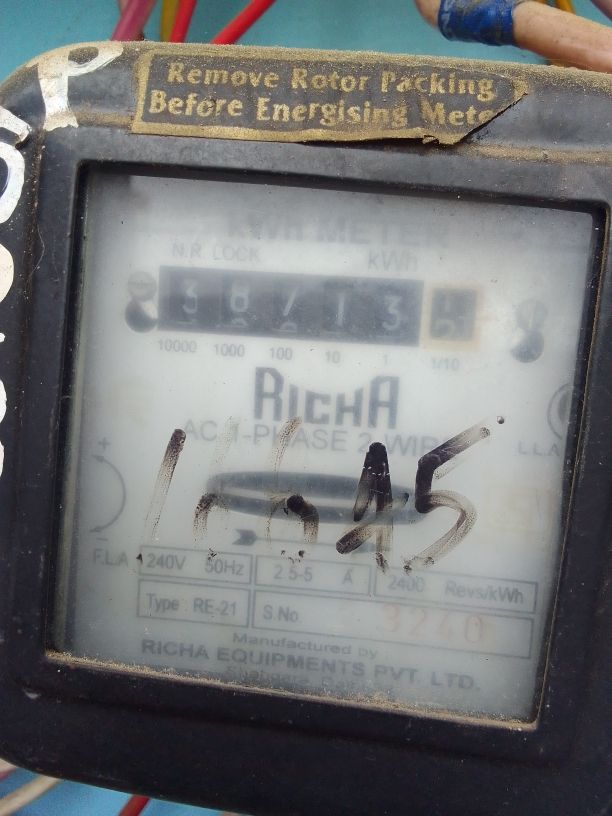 Remove Rotor Packing
Before Energising Meter
kWh METER
N.R. LOCK kWh
3 8 7 1 3
10000 1000 100 10 1 1/10
RICHA
AC 1-PHASE 2 WIRE
+
-
F.L.A
240V 50Hz 2.5-5 A 2400 Revs/kWh
Type : RE-21 S.No. 3240
Manufactured by
RICHA EQUIPMENTS PVT. LTD.